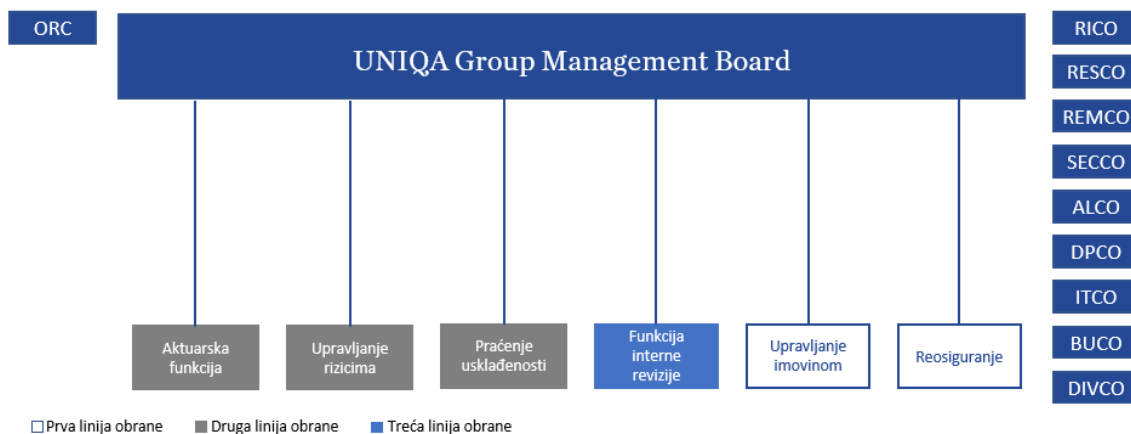 ORC
UNIQA Group Management Board
RICO
RESCO
REMCO
SECCO
ALCO
DPCO
ITCO
BUCO
DIVCO
Aktuarska
funkcija
Upravljanje
rizicima
Praćenje
usklađenosti
Funkcija
interne
revizije
Upravljanje
imovinom
Reosiguranje
Prva linija obrane
Druga linija obrane
Treća linija obrane